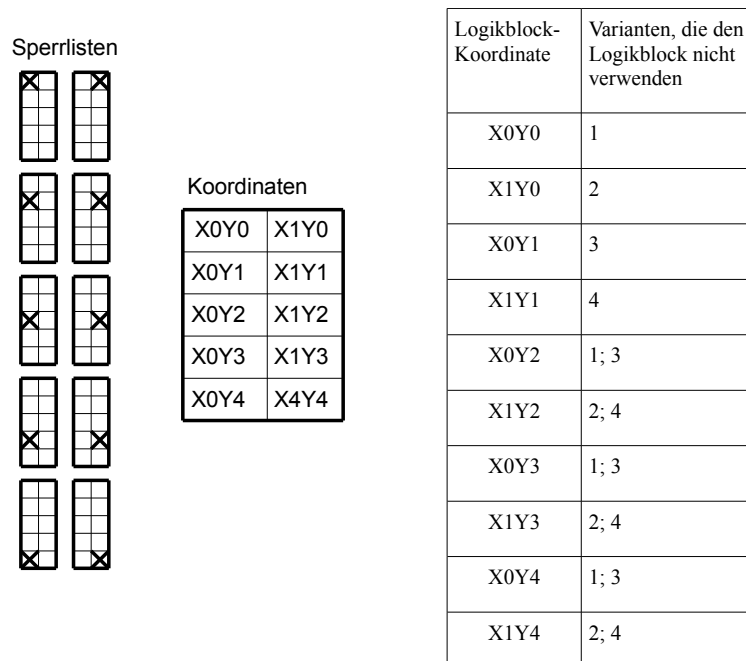 Sperrlisten
Koordinaten
X0Y0 X1Y0
X0Y1 X1Y1
X0Y2 X1Y2
X0Y3 X1Y3
X0Y4 X4Y4
Logikblock-
Koordinate
Varianten, die den
Logikblock nicht
verwenden
X0Y0 1
X1Y0 2
X0Y1 3
X1Y1 4
X0Y2 1; 3
X1Y2 2; 4
X0Y3 1; 3
X1Y3 2; 4
X0Y4 1; 3
X1Y4 2; 4